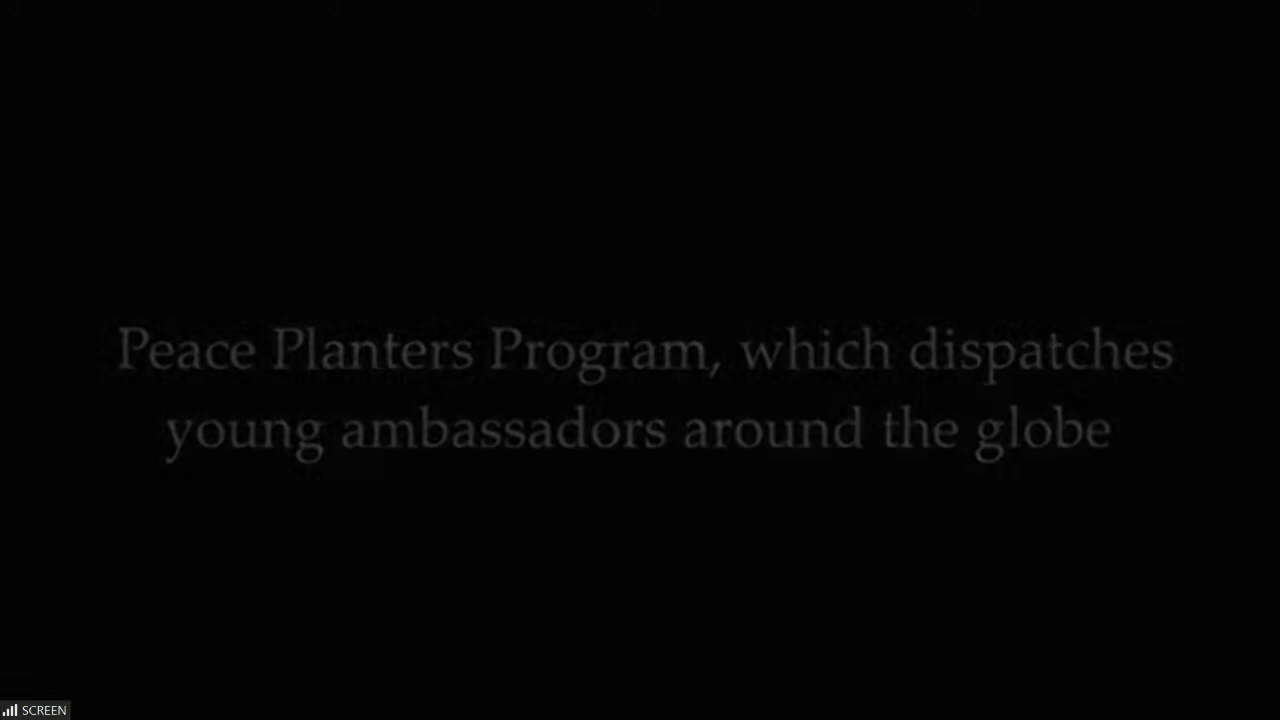 Peace Planters Program, which dispatches
young ambassadors around the globe
SCREEN